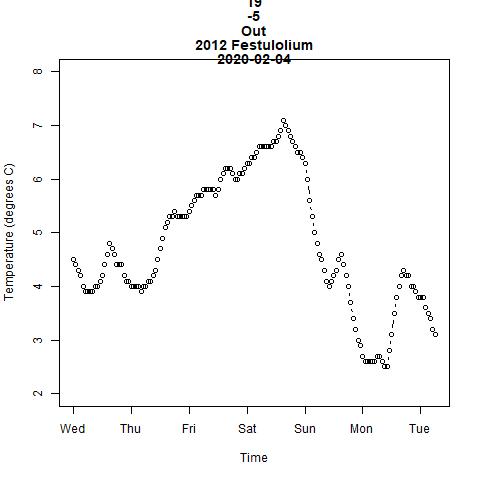 19
-5
Out
2012 Festulolium
2020-02-04
Temperature (degrees C)
8
7
6
5
4
3
2
Wed Thu Fri Sat Sun Mon Tue
Time